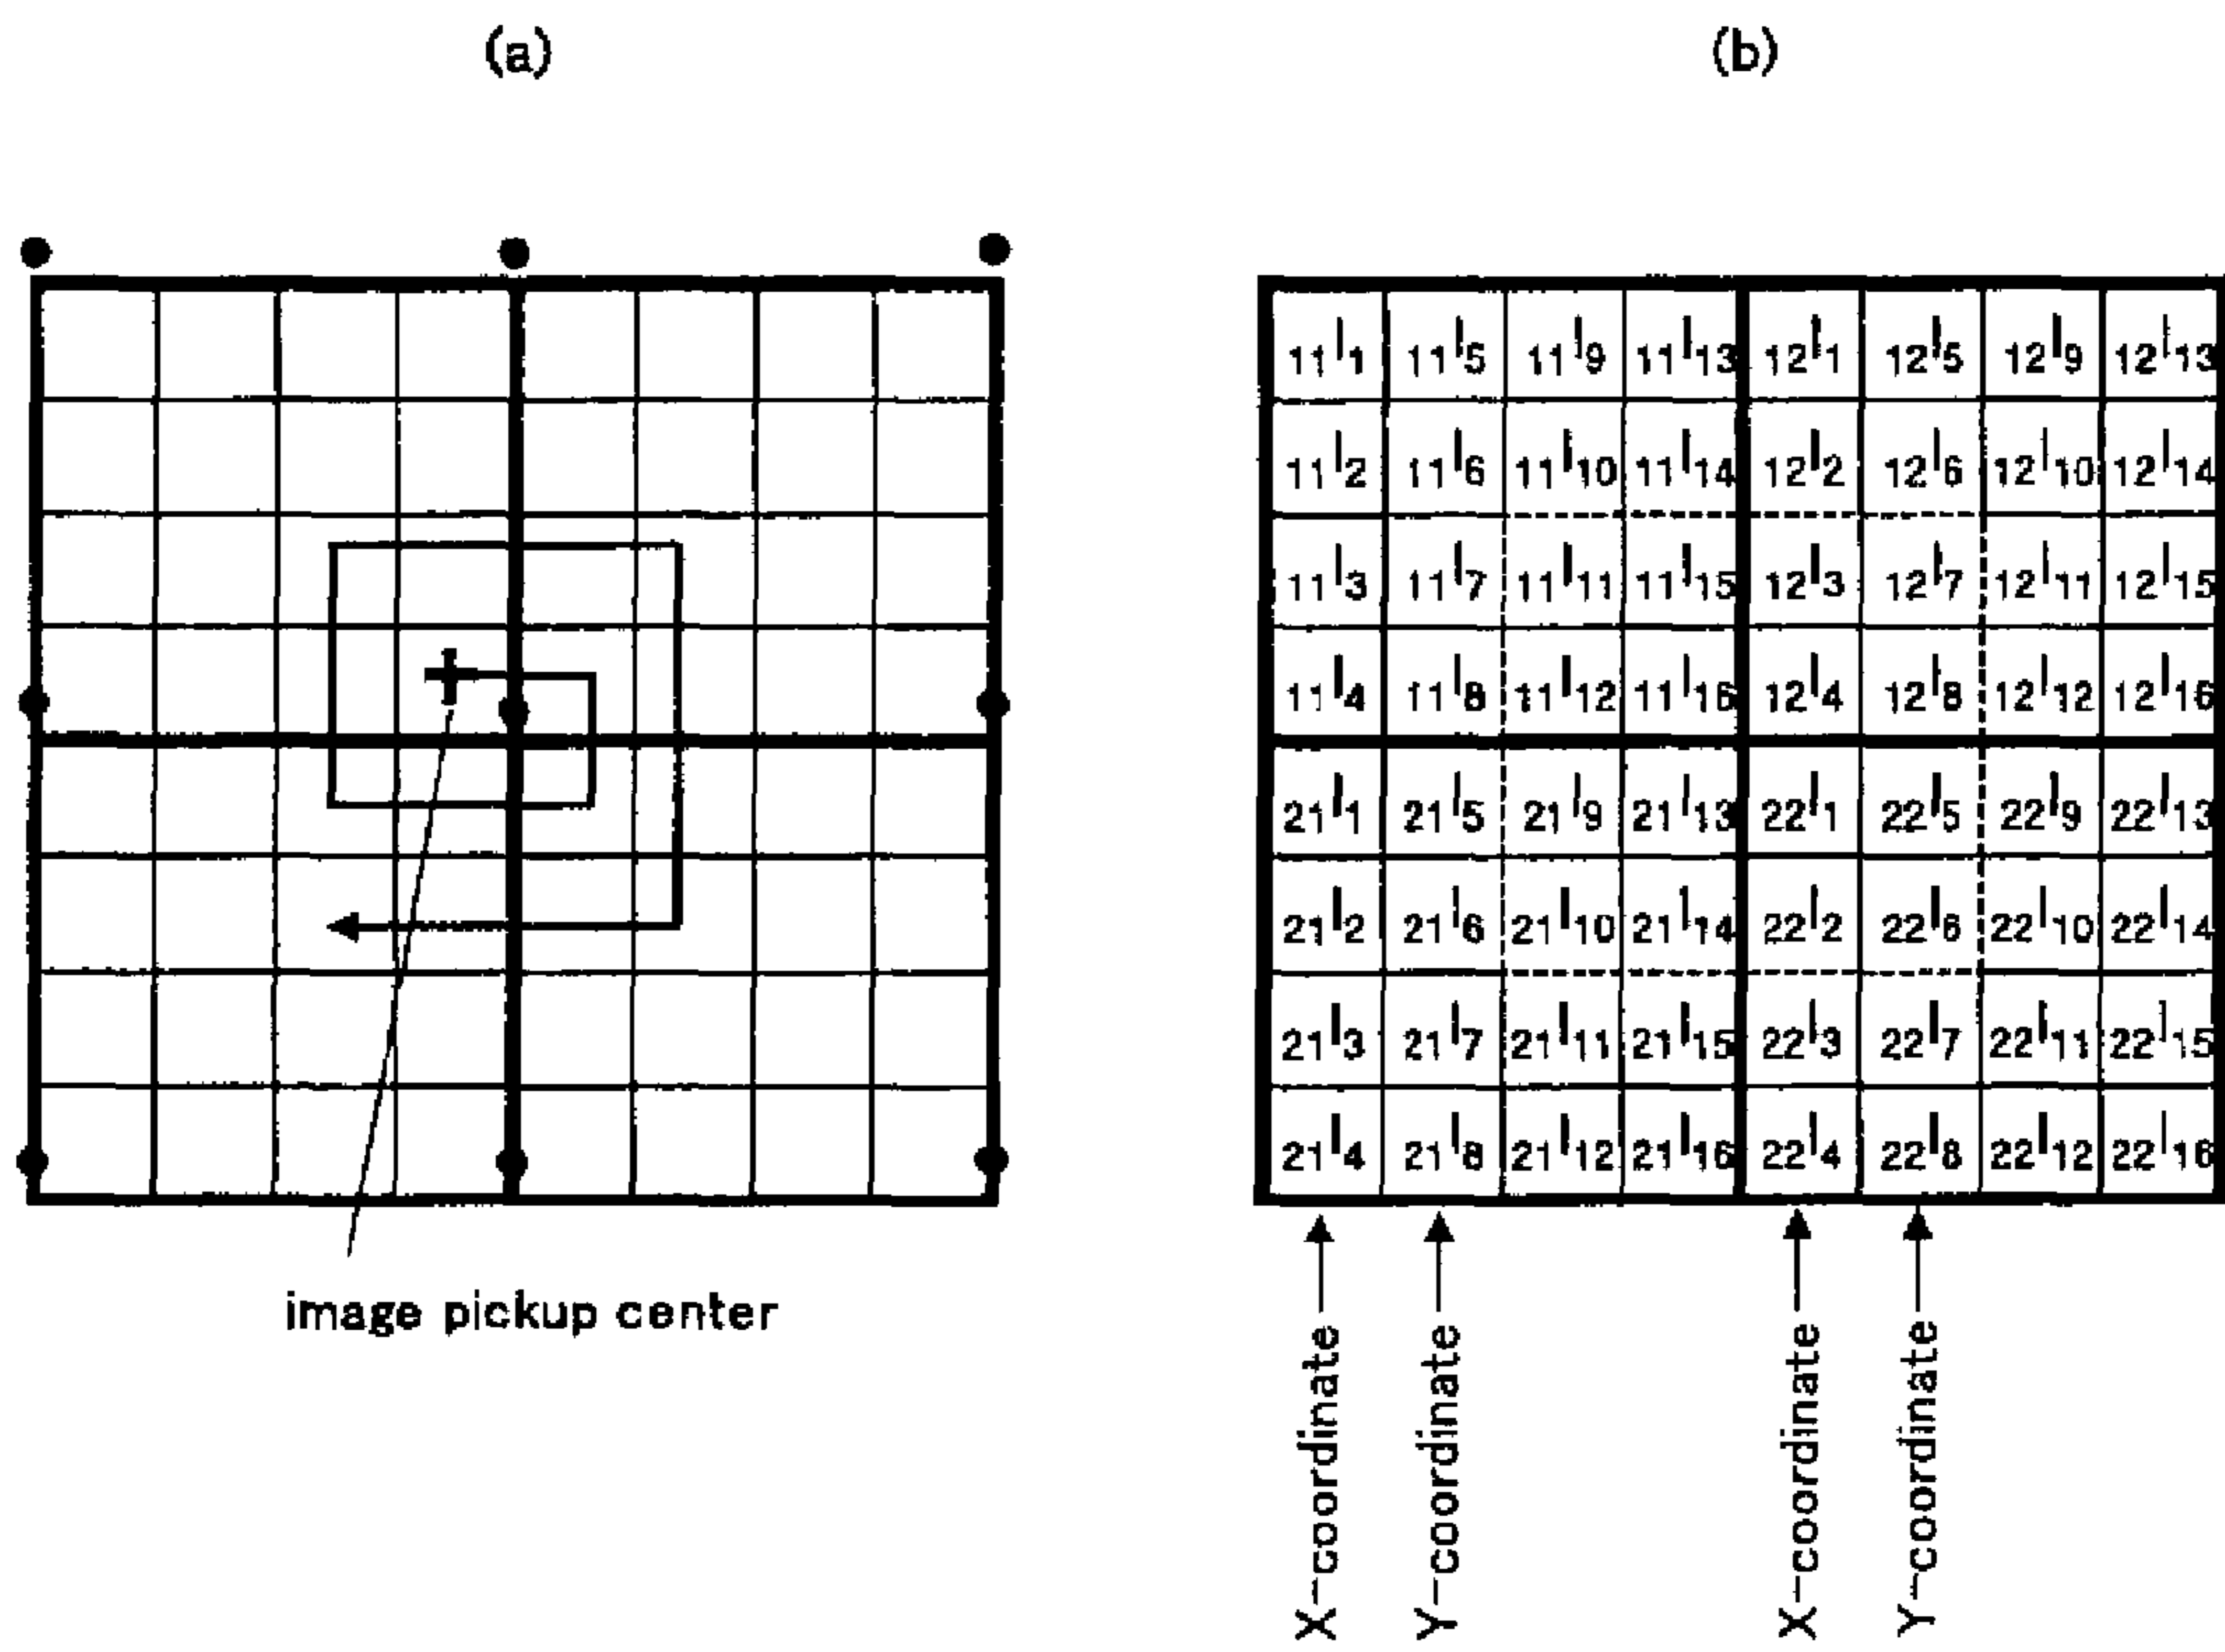 (a)
(b)
11I1 11I5 11I9 11I13 12I1 12I5 12I9 12I13
11I2 11I6 11I10 11I14 12I2 12I6 12I10 12I14
11I3 11I7 11I11 11I15 12I3 12I7 12I11 12I15
11I4 11I8 11I12 11I16 12I4 12I8 12I12 12I16
21I1 21I5 21I9 21I13 22I1 22I5 22I9 22I13
21I2 21I6 21I10 21I14 22I2 22I6 22I10 22I14
21I3 21I7 21I11 21I15 22I3 22I7 22I11 22I15
21I4 21I8 21I12 21I16 22I4 22I8 22I12 22I16
image pickup center
X-coordinate
Y-coordinate
X-coordinate
Y-coordinate